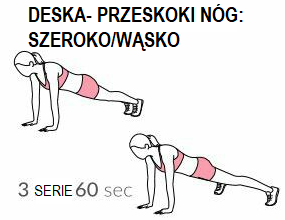 DESKA- PRZESKOKI NÓG:
SZEROKO/WĄSKO
3 SERIE 60 sec